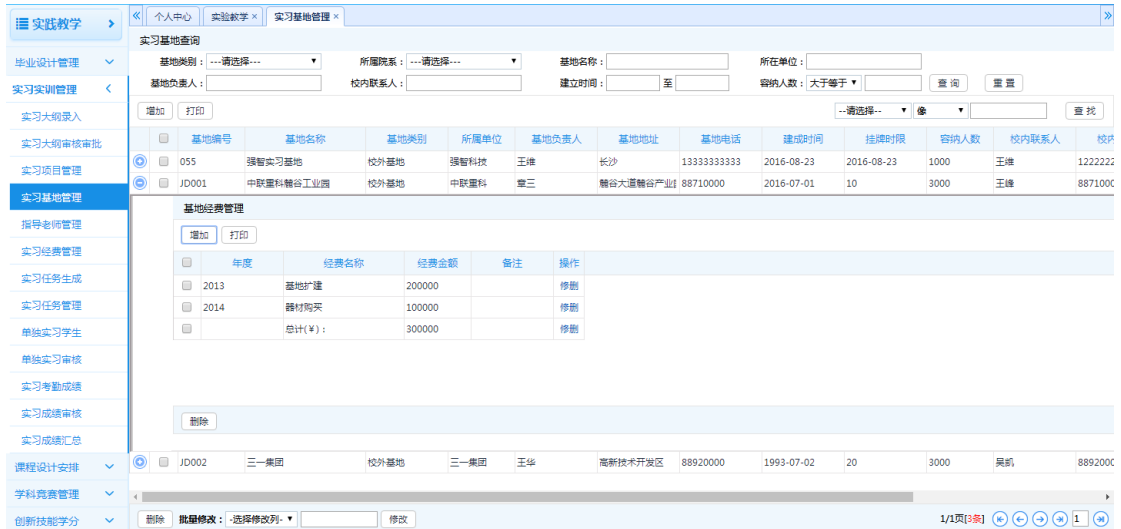 实践教学
毕业设计管理
实习实训管理
实习大纲录入
实习大纲审核审批
实习项目管理
实习基地管理
指导老师管理
实习经费管理
实习任务生成
实习任务管理
单独实习学生
单独实习审核
实习考勤成绩
实习成绩审核
实习成绩汇总
课程设计安排
学科竞赛管理
创新技能学分
个人中心 实验教学 × 实习基地管理 ×
实习基地查询
基地类别： ---请选择--- 所属院系： ---请选择--- 基地名称： 所在单位：
基地负责人： 校内联系人： 建立时间： 至 容纳人数： 大于等于 查 询 重 置
增加 打印 --请选择-- 像 查 找
基地编号 基地名称 基地类别 所属单位 基地负责人 基地地址 基地电话 建成时间 挂牌时限 容纳人数 校内联系人 校内
055 强智实习基地 校外基地 强智科技 王维 长沙 13333333333 2016-08-23 2016-08-23 1000 王维 1222222
JD001 中联重科麓谷工业园 校外基地 中联重科 章三 麓谷大道麓谷产业 88710000 2016-07-01 10 3000 王峰 8871000
基地经费管理
增加 打印
年度 经费名称 经费金额 备注 操作
2013 基地扩建 200000 修删
2014 器材购买 100000 修删
总计(￥)： 300000 修删
删除
JD002 三一集团 校外基地 三一集团 王华 高新技术开发区 88920000 1993-07-02 20 3000 吴凯 8892000
删除 批量修改： -选择修改列- 修改 1/1页[3条] 1